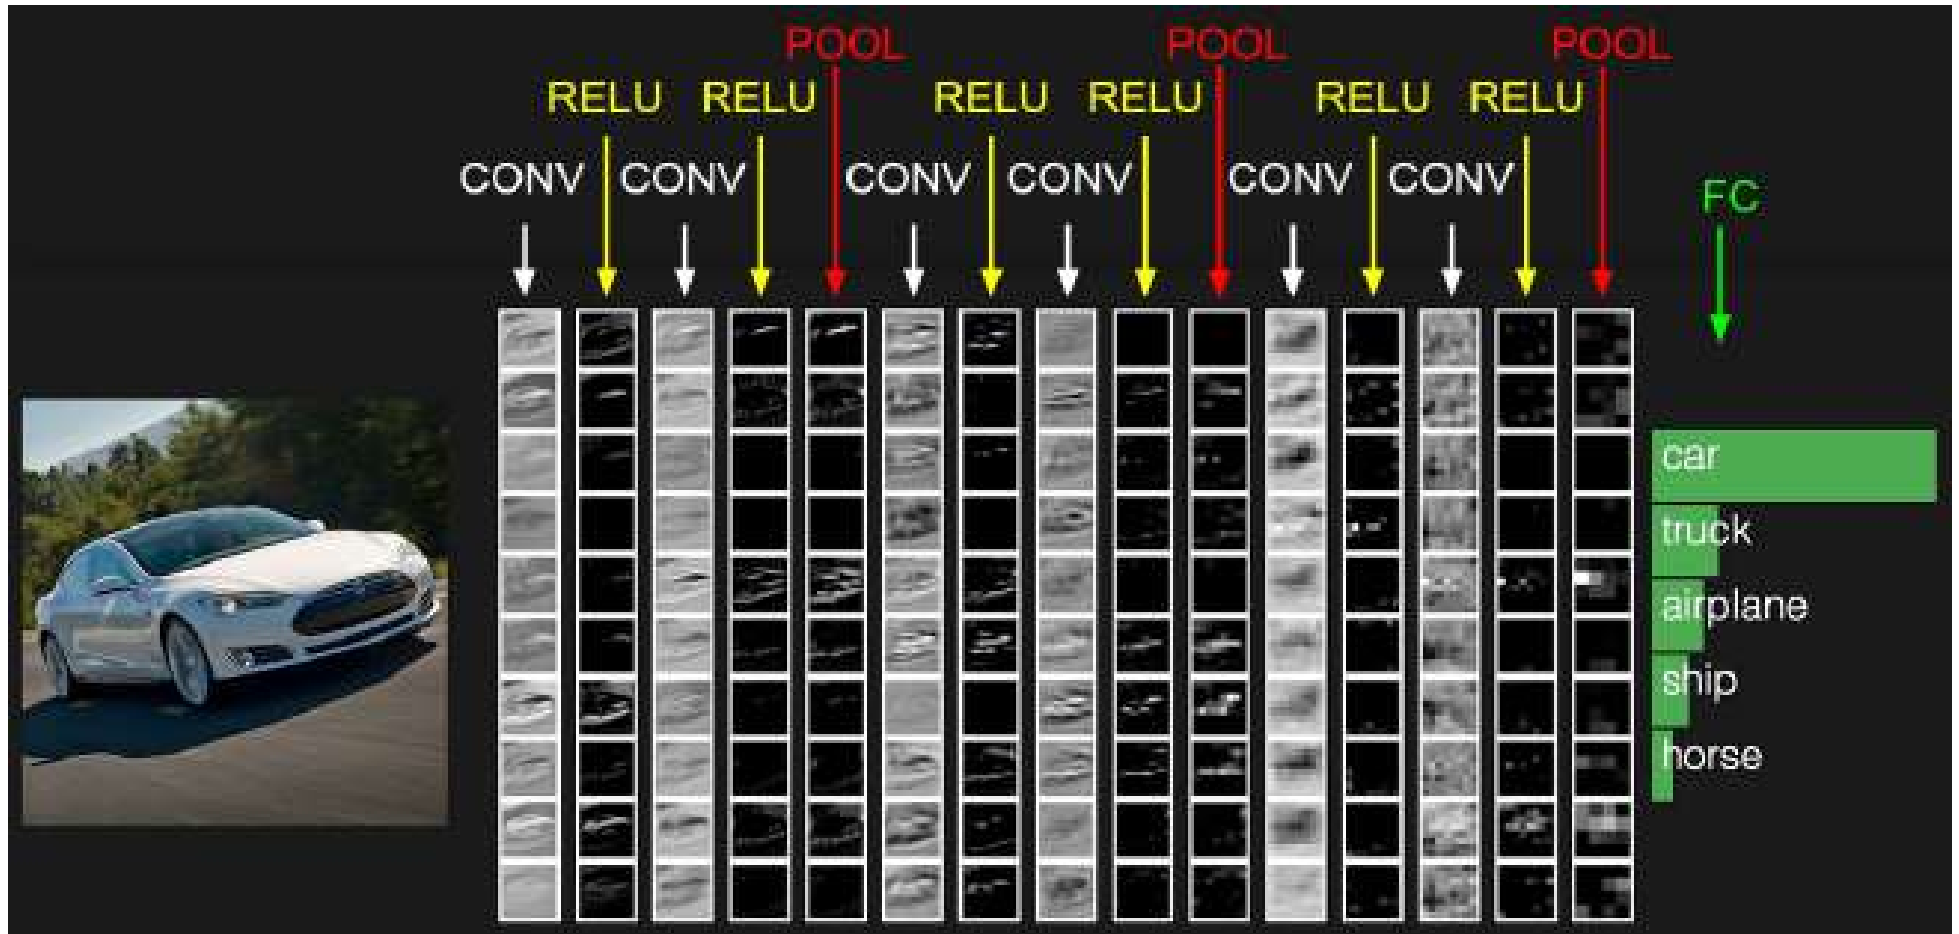 POOL POOL POOL
RELU RELU RELU RELU RELU RELU
CONV CONV CONV CONV CONV CONV
FC
car
truck
airplane
ship
horse